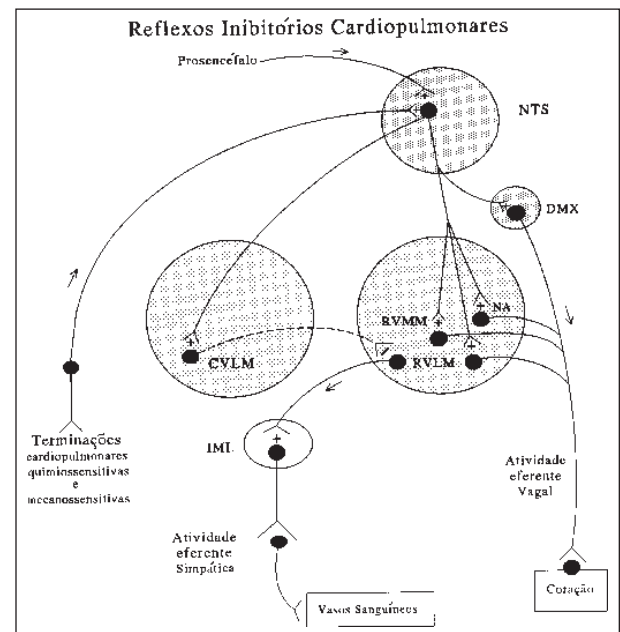 Reflexos Inibitórios Cardiopulmonares
Prosencéfalo
NTS
DMX
NA
RVMM
CVLM
RVLM
Terminações
cardiopulmonares
quimiossensitivas
e
mecanossensitivas
IML
Atividade
eferente
Vagal
Atividade
eferente
Simpática
Vasos Sanguíneos
Coração